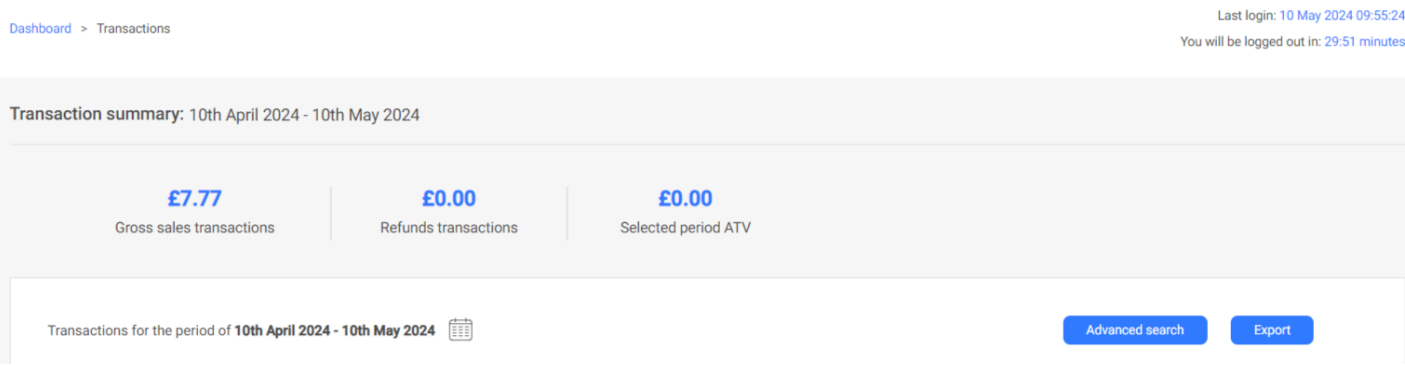 Last login: 10 May 2024 09:55:24
Dashboard > Transactions
You will be logged out in: 29:51 minutes
Transaction summary: 10th April 2024 - 10th May 2024
£7.77 £0.00 £0.00
Gross sales transactions Refunds transactions Selected period ATV
Transactions for the period of 10th April 2024 - 10th May 2024 Advanced search Export